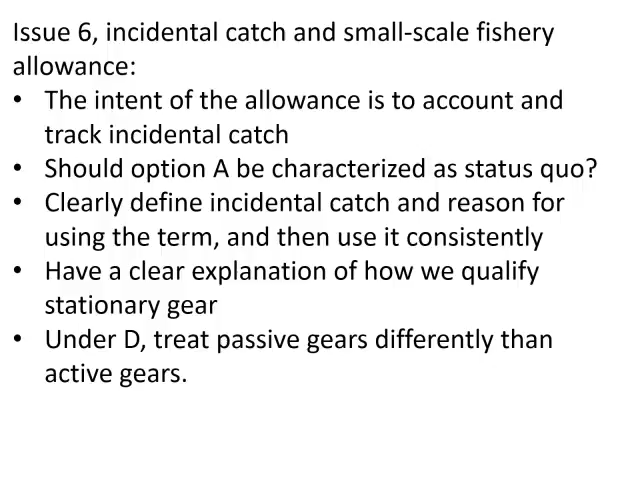 Issue 6, incidental catch and small-scale fishery
allowance:
• The intent of the allowance is to account and
track incidental catch
• Should option A be characterized as status quo?
• Clearly define incidental catch and reason for
using the term, and then use it consistently
• Have a clear explanation of how we qualify
stationary gear
• Under D, treat passive gears differently than
active gears.